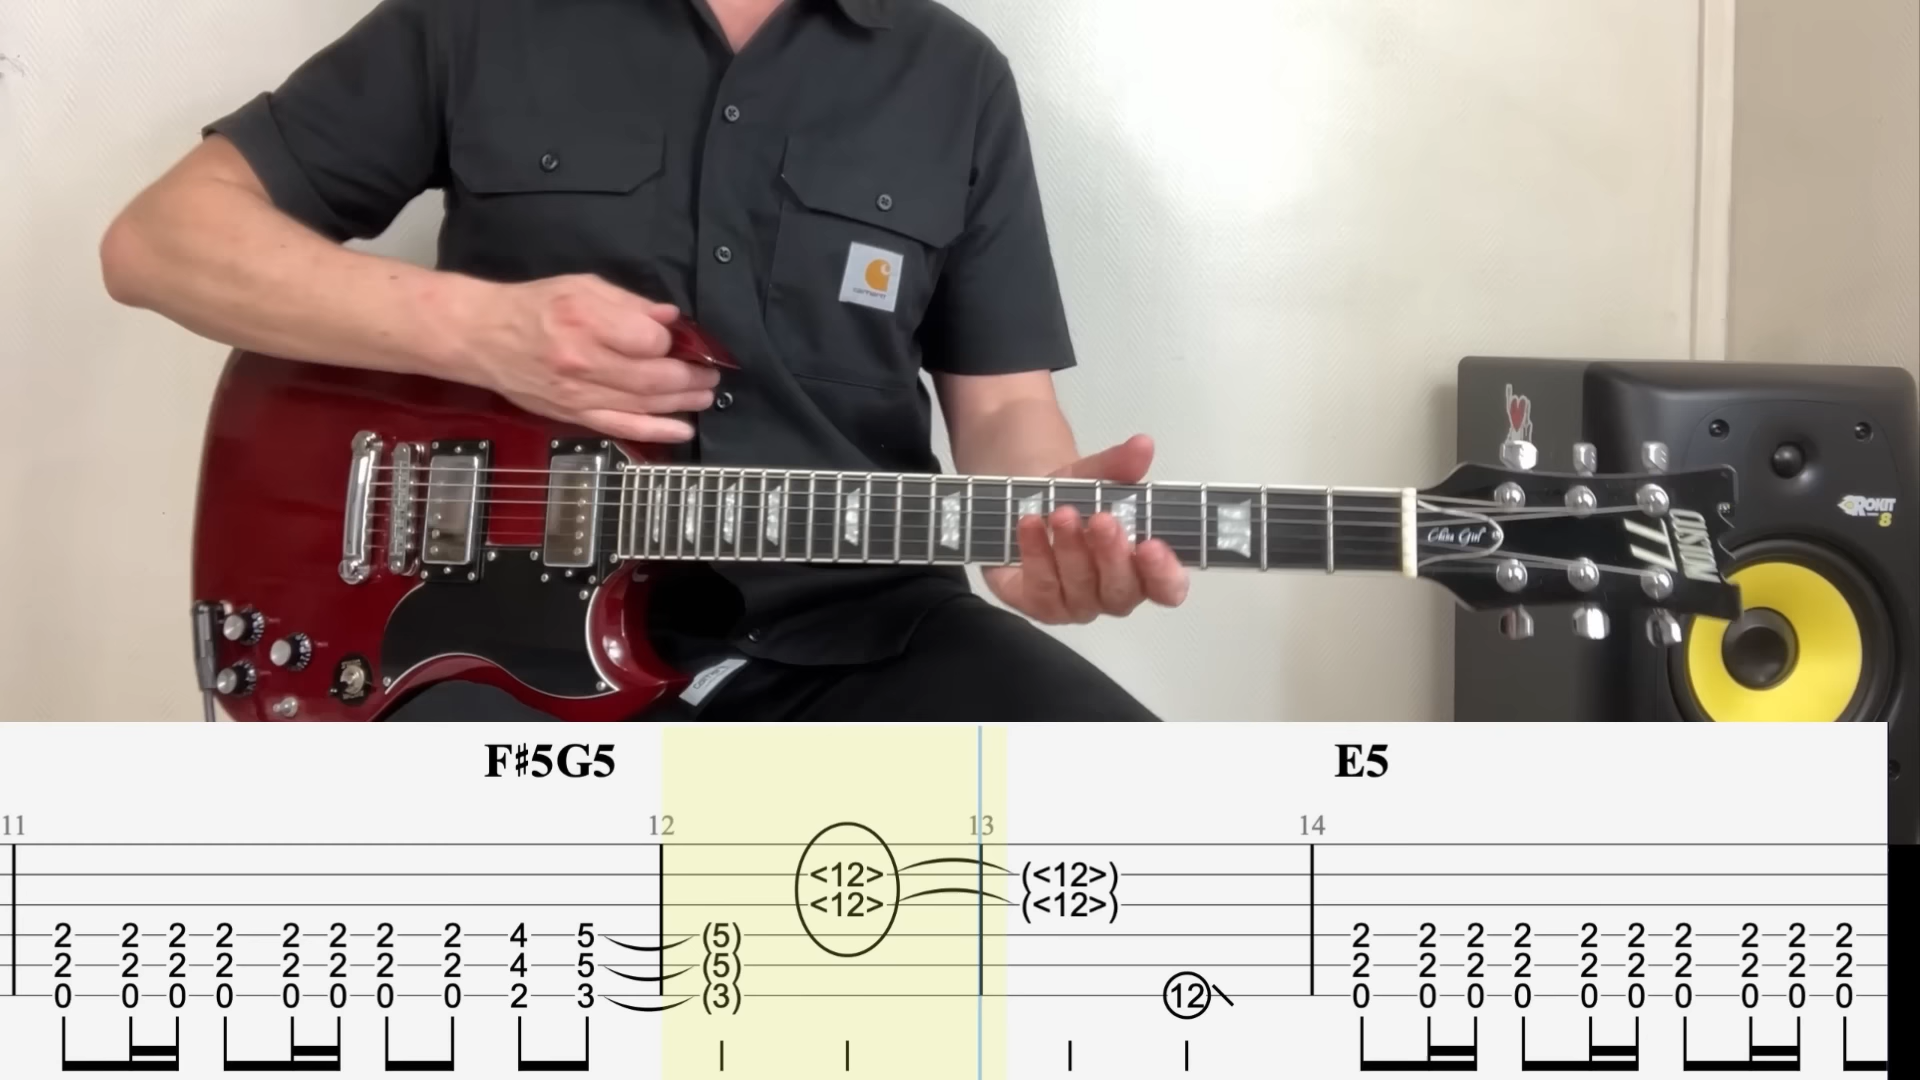 carhartt
ROKIT
8
F♯5G5
E5
11
12
13
14
<12>
(<12>)
<12>
(<12>)
2 2 2 2 2 2 2 2 4 5 (5) 2 2 2 2 2 2 2 2 2
2 2 2 2 2 2 2 2 4 5 (5) 2 2 2 2 2 2 2 2 2
0 0 0 0 0 0 0 0 2 3 (3) 12 0 0 0 0 0 0 0 0 0